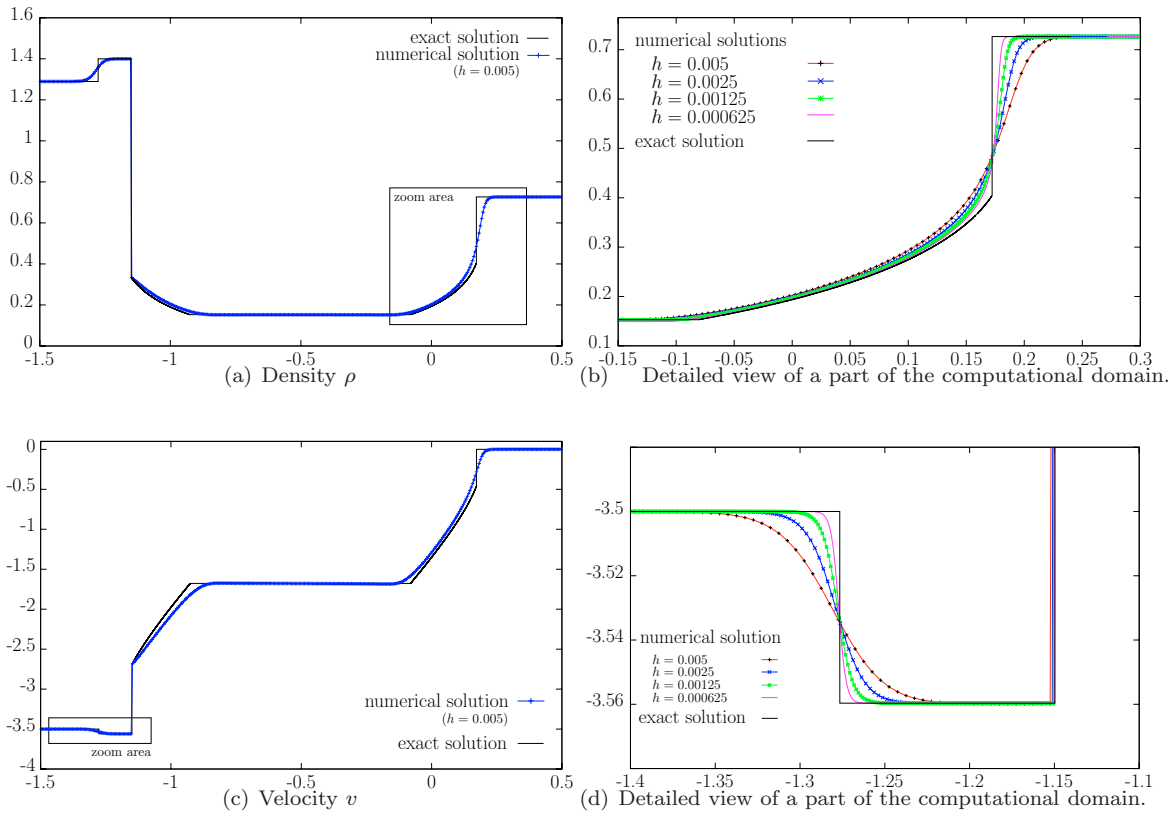 exact solution
numerical solution
(h = 0.005)
zoom area
1.6
1.4
1.2
1
0.8
0.6
0.4
0.2
0
-1.5
-1
-0.5
0
0.5
(a) Density ρ
numerical solutions
h = 0.005
h = 0.0025
h = 0.00125
h = 0.000625
exact solution
0.7
0.6
0.5
0.4
0.3
0.2
0.1
-0.15
-0.1
-0.05
0
0.05
0.1
0.15
0.2
0.25
0.3
(b) Detailed view of a part of the computational domain.
0
-0.5
-1
-1.5
-2
-2.5
-3
-3.5
-4
numerical solution
(h = 0.005)
exact solution
zoom area
-1.5
-1
-0.5
0
0.5
(c) Velocity v
-3.5
-3.52
-3.54
-3.56
numerical solution
h = 0.005
h = 0.0025
h = 0.00125
h = 0.000625
exact solution
-1.4
-1.35
-1.3
-1.25
-1.2
-1.15
-1.1
(d) Detailed view of a part of the computational domain.